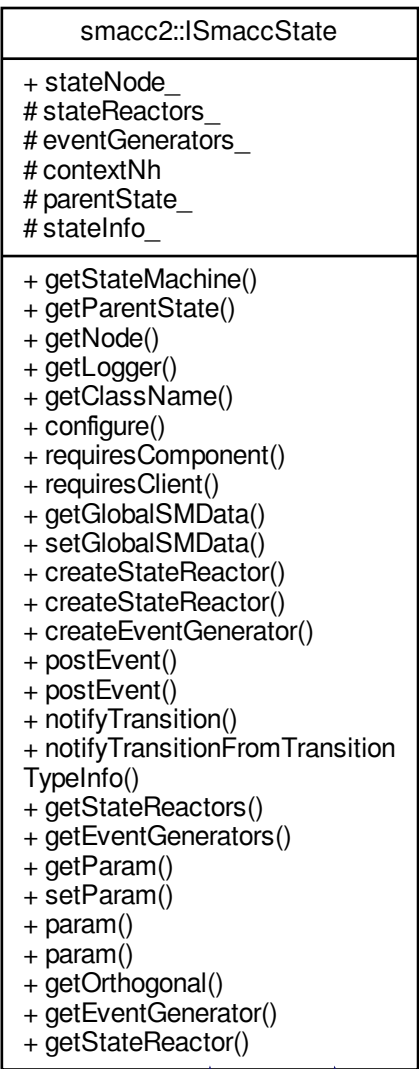 smacc2::ISmaccState
+ stateNode_
# stateReactors_
# eventGenerators_
# contextNh
# parentState_
# stateInfo_
+ getStateMachine()
+ getParentState()
+ getNode()
+ getLogger()
+ getClassName()
+ configure()
+ requiresComponent()
+ requiresClient()
+ getGlobalSMData()
+ setGlobalSMData()
+ createStateReactor()
+ createStateReactor()
+ createEventGenerator()
+ postEvent()
+ postEvent()
+ notifyTransition()
+ notifyTransitionFromTransition
TypeInfo()
+ getStateReactors()
+ getEventGenerators()
+ getParam()
+ setParam()
+ param()
+ param()
+ getOrthogonal()
+ getEventGenerator()
+ getStateReactor()